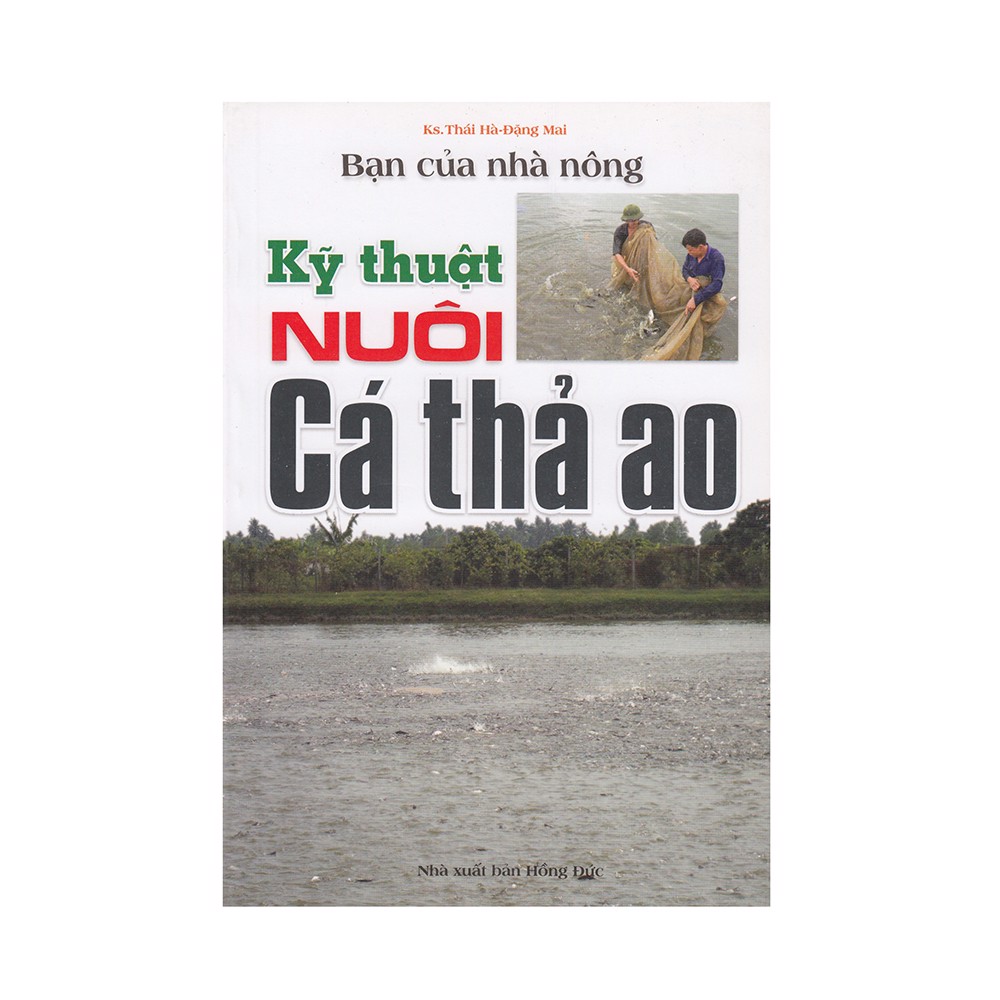 Ks.Thái Hà-Đặng Mai
Bạn của nhà nông
Kỹ thuật
NUÔI
Cá thả ao
Nhà xuất bản Hồng Đức